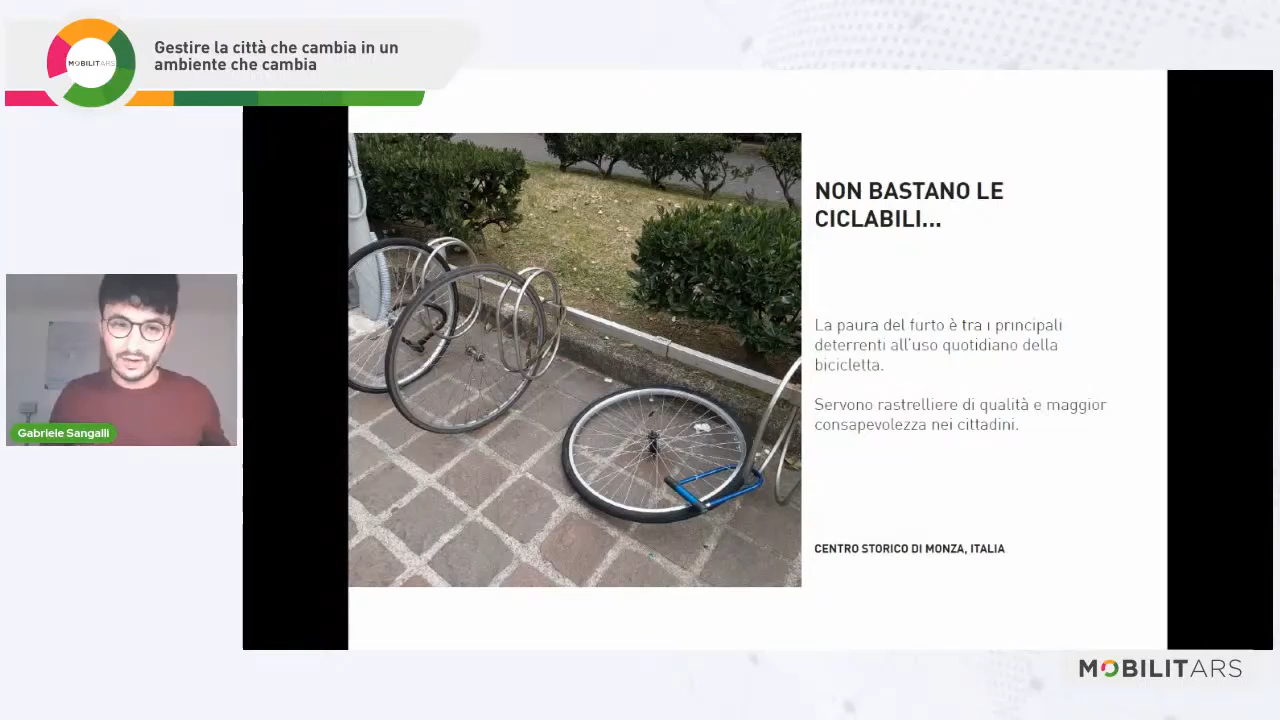 MOBILITARS
Gestire la città che cambia in un
ambiente che cambia
NON BASTANO LE
CICLABILI...
La paura del furto è tra i principali
deterrenti all'uso quotidiano della
bicicletta.
Servono rastrelliere di qualità e maggior
consapevolezza nei cittadini.
CENTRO STORICO DI MONZA, ITALIA
Gabriele Sangalli
MOBILITARS